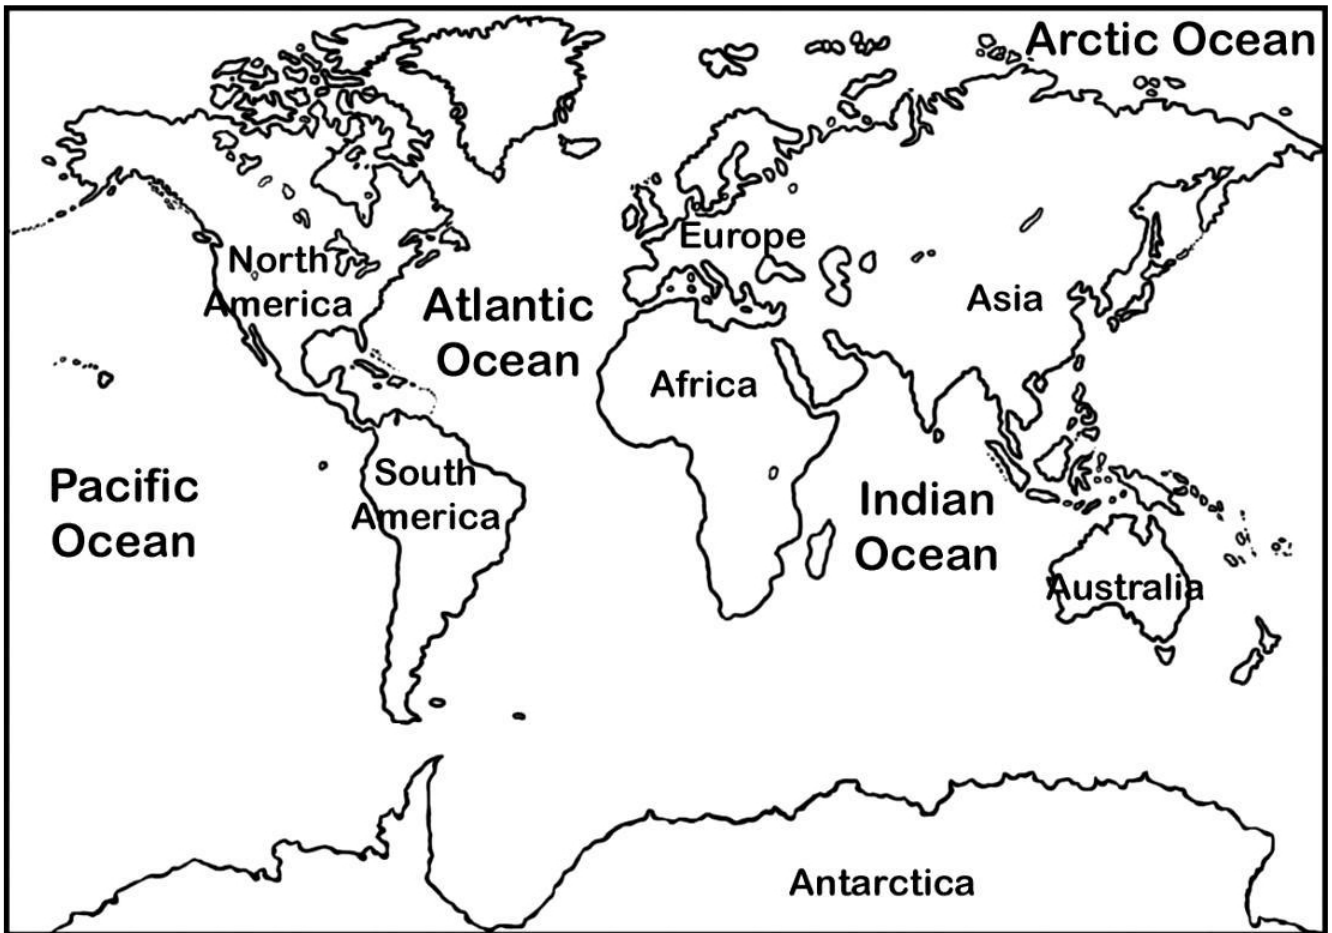 Arctic Ocean
North
America
Atlantic
Ocean
Europe
Asia
Africa
Pacific
Ocean
South
America
Indian
Ocean
Australia
Antarctica